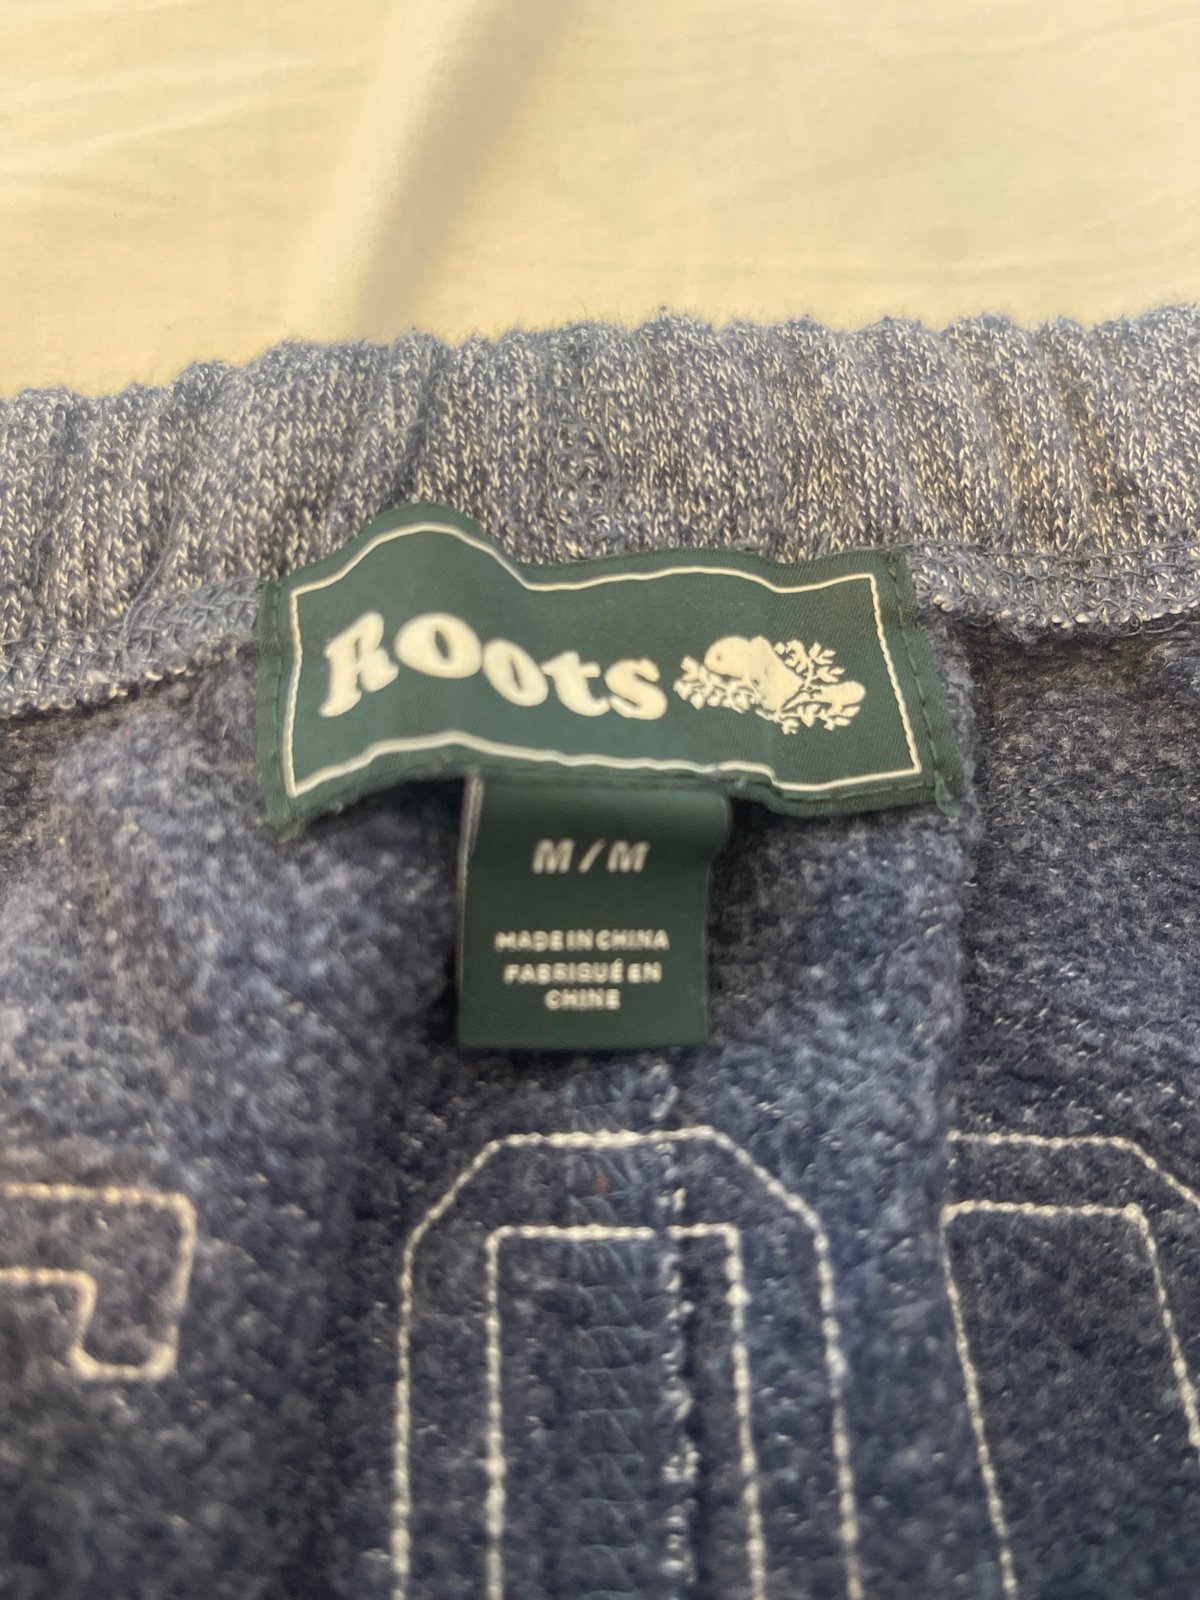 Roots
M/M
MADE IN CHINA
FABRIQUÉ EN
CHINE